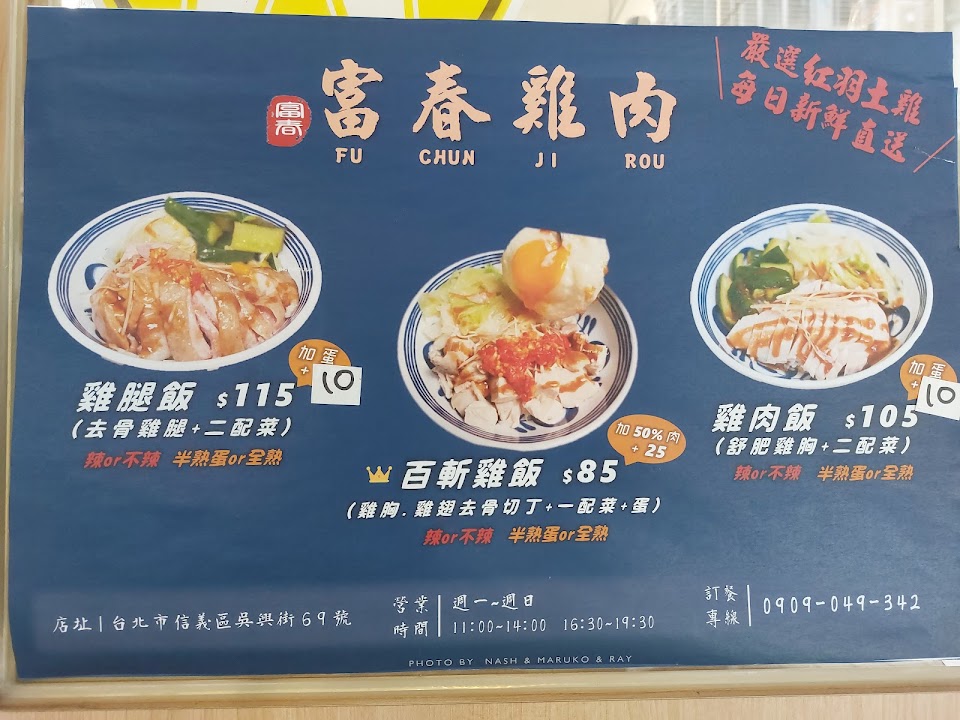 嚴選紅羽土雞
每日新鮮直送
富春
富春雞肉
FU CHUN JI ROU
加蛋
+10
雞腿飯 $115
(去骨雞腿+二配菜)
辣or不辣 半熟蛋or全熟
加50%肉
+25
百斬雞飯 $85
(雞胸.雞翅去骨切丁+一配菜+蛋)
辣or不辣 半熟蛋or全熟
加蛋
+10
雞肉飯 $105
(舒肥雞胸+二配菜)
辣or不辣 半熟蛋or全熟
店址|台北市信義區吳興街69號
營業時間|週一~週日
11:00~14:00 16:30~19:30
訂餐專線|0909-049-342
PHOTO BY NASH & MARUKO & RAY